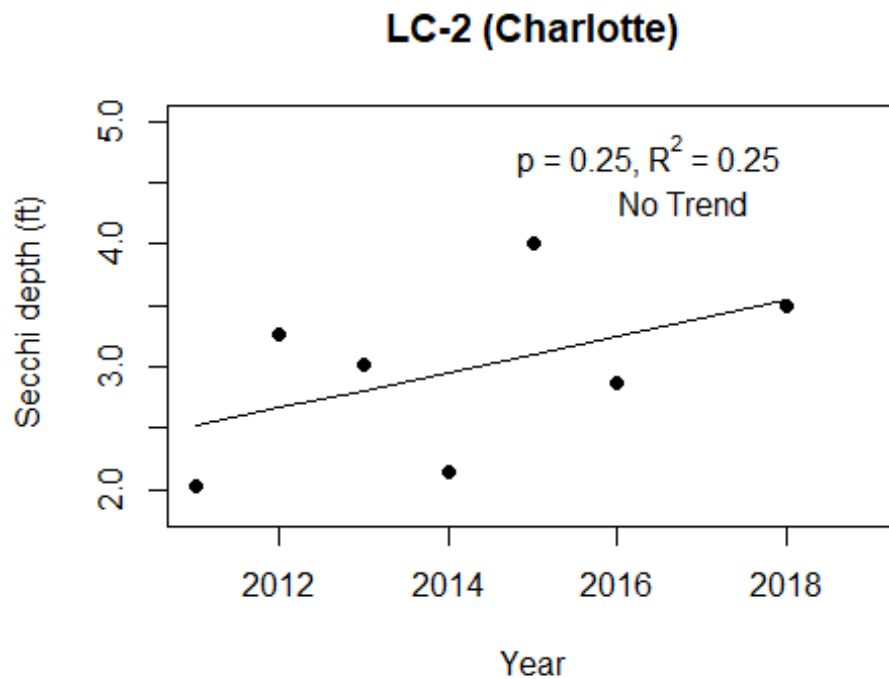 LC-2 (Charlotte)
p = 0.25, R² = 0.25
No Trend
Secchi depth (ft)
5.0
4.0
3.0
2.0
2012 2014 2016 2018
Year